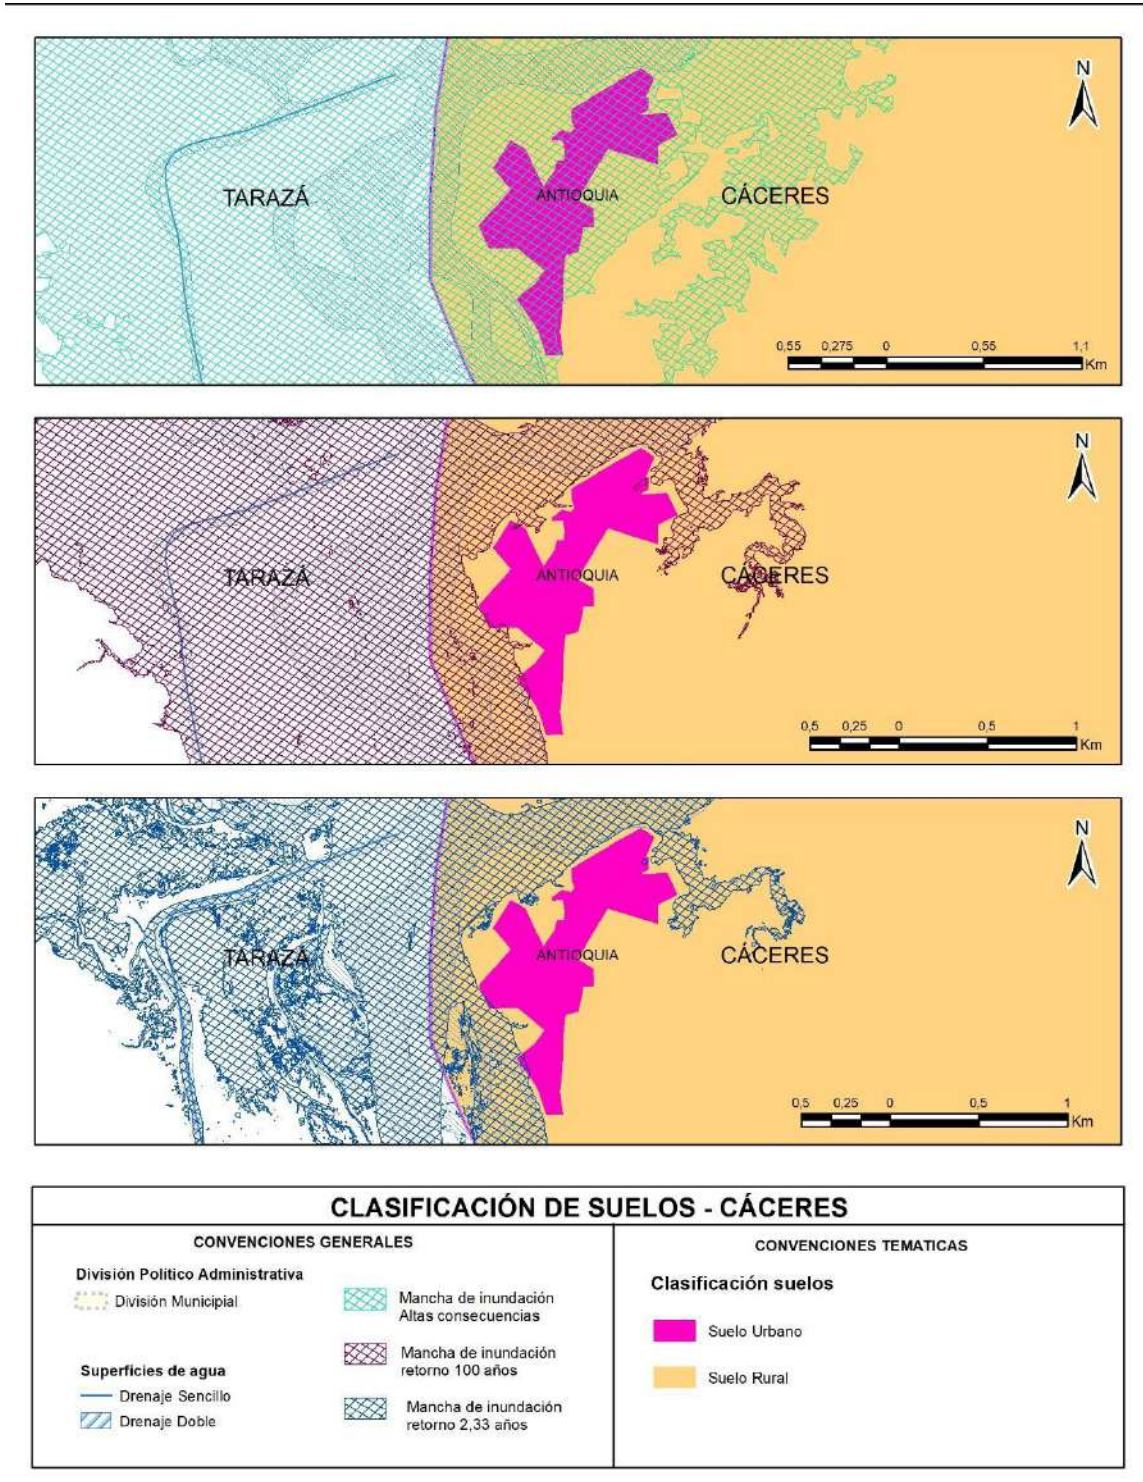 N
TARAZÁ
ANTIOQUIA
CÁCERES
0,55 0,275 0 0,55 1,1
Km
N
TARAZÁ
ANTIOQUIA
CÁCERES
0,5 0,25 0 0,5 1
Km
N
TARAZÁ
ANTIOQUIA
CÁCERES
0,5 0,25 0 0,5 1
Km
CLASIFICACIÓN DE SUELOS - CÁCERES
CONVENCIONES GENERALES
División Político Administrativa
División Municipial
Superficies de agua
Drenaje Sencillo
Drenaje Doble
Mancha de inundación
Altas consecuencias
Mancha de inundación
retorno 100 años
Mancha de inundación
retorno 2,33 años
CONVENCIONES TEMATICAS
Clasificación suelos
Suelo Urbano
Suelo Rural